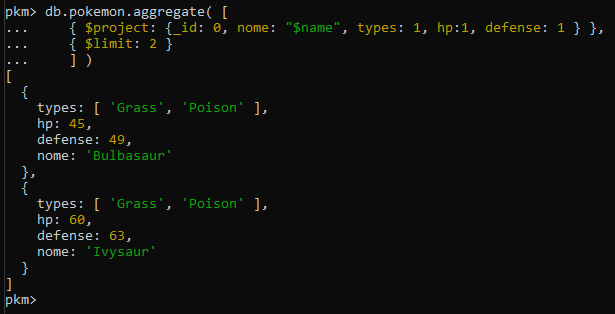 pkm> db.pokemon.aggregate( [
...     { $project: {_id: 0, nome: "$name", types: 1, hp:1, defense: 1 } },
...     { $limit: 2 }
...     ] )
[
  {
    types: [ 'Grass', 'Poison' ],
    hp: 45,
    defense: 49,
    nome: 'Bulbasaur'
  },
  {
    types: [ 'Grass', 'Poison' ],
    hp: 60,
    defense: 63,
    nome: 'Ivysaur'
  }
]
pkm>